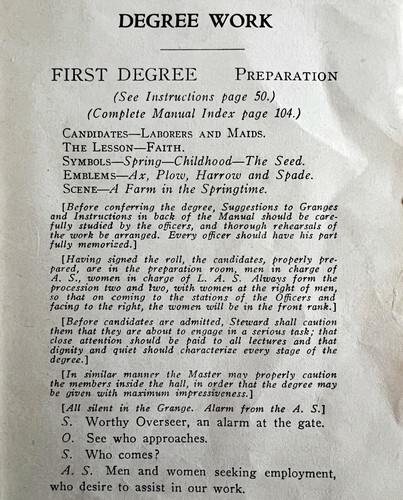 DEGREE WORK
FIRST DEGREE PREPARATION
(See Instructions page 50.)
(Complete Manual Index page 104.)
CANDIDATES—LABORERS AND MAIDS.
THE LESSON—FAITH.
SYMBOLS—Spring—Childhood—The Seed.
EMBLEMS—Ax, Plow, Harrow and Spade.
SCENE—A Farm in the Springtime.
[Before conferring the degree, Suggestions to Granges
and Instructions in back of the Manual should be care-
fully studied by the officers, and thorough rehearsals of
the work be arranged. Every officer should have his part
fully memorized.]
[Having signed the roll, the candidates, properly pre-
pared, are in the preparation room, men in charge of
A. S., women in charge of L. A. S. Always form the
procession two and two, with women at the right of men,
so that on coming to the stations of the Officers and
facing to the right, the women will be in the front rank.]
[Before candidates are admitted, Steward shall caution
them that they are about to engage in a serious task; that
close attention should be paid to all lectures and that
dignity and quiet should characterize every stage of the
degree.]
[In similar manner the Master may properly caution
the members inside the hall, in order that the degree may
be given with maximum impressiveness.]
[All silent in the Grange. Alarm from the A. S.]
S. Worthy Overseer, an alarm at the gate.
O. See who approaches.
S. Who comes?
A. S. Men and women seeking employment,
who desire to assist in our work.